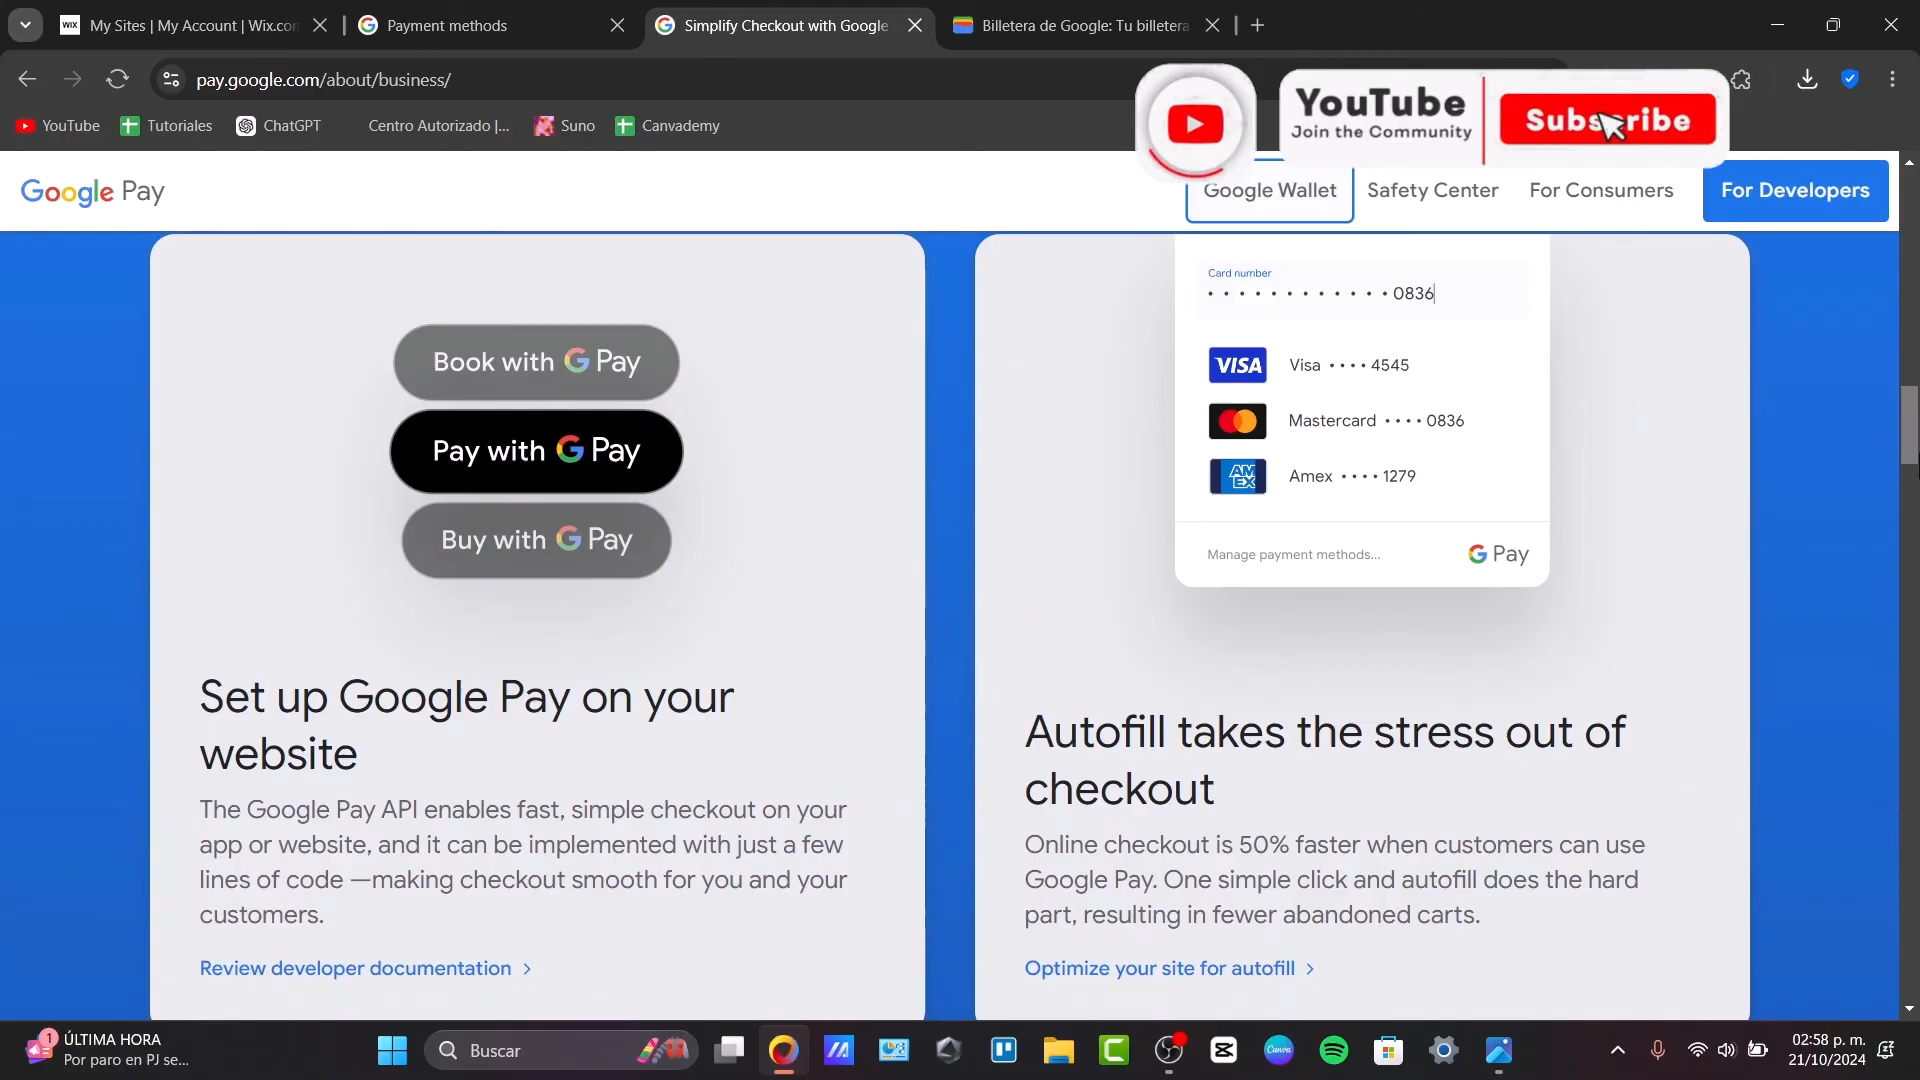 My Sites | My Account | Wix.con
Payment methods
Simplify Checkout with Google
Billetera de Google: Tu billetera
pay.google.com/about/business/
YouTube
Join the Community
Subscribe
YouTube
Tutoriales
ChatGPT
Centro Autorizado |...
Suno
Canvademy
Google Pay
Google Wallet
Safety Center
For Consumers
For Developers
Book with G Pay
Pay with G Pay
Buy with G Pay
Set up Google Pay on your
website
The Google Pay API enables fast, simple checkout on your
app or website, and it can be implemented with just a few
lines of code —making checkout smooth for you and your
customers.
Review developer documentation
Card number
• • • • • • • • • • • • 0836
VISA
Visa •••• 4545
Mastercard •••• 0836
AM
EX
Amex •••• 1279
Manage payment methods...
G Pay
Autofill takes the stress out of
checkout
Online checkout is 50% faster when customers can use
Google Pay. One simple click and autofill does the hard
part, resulting in fewer abandoned carts.
Optimize your site for autofill
1
ÚLTIMA HORA
Por paro en PJ se...
Buscar
Canva
02:58 p. m.
21/10/2024